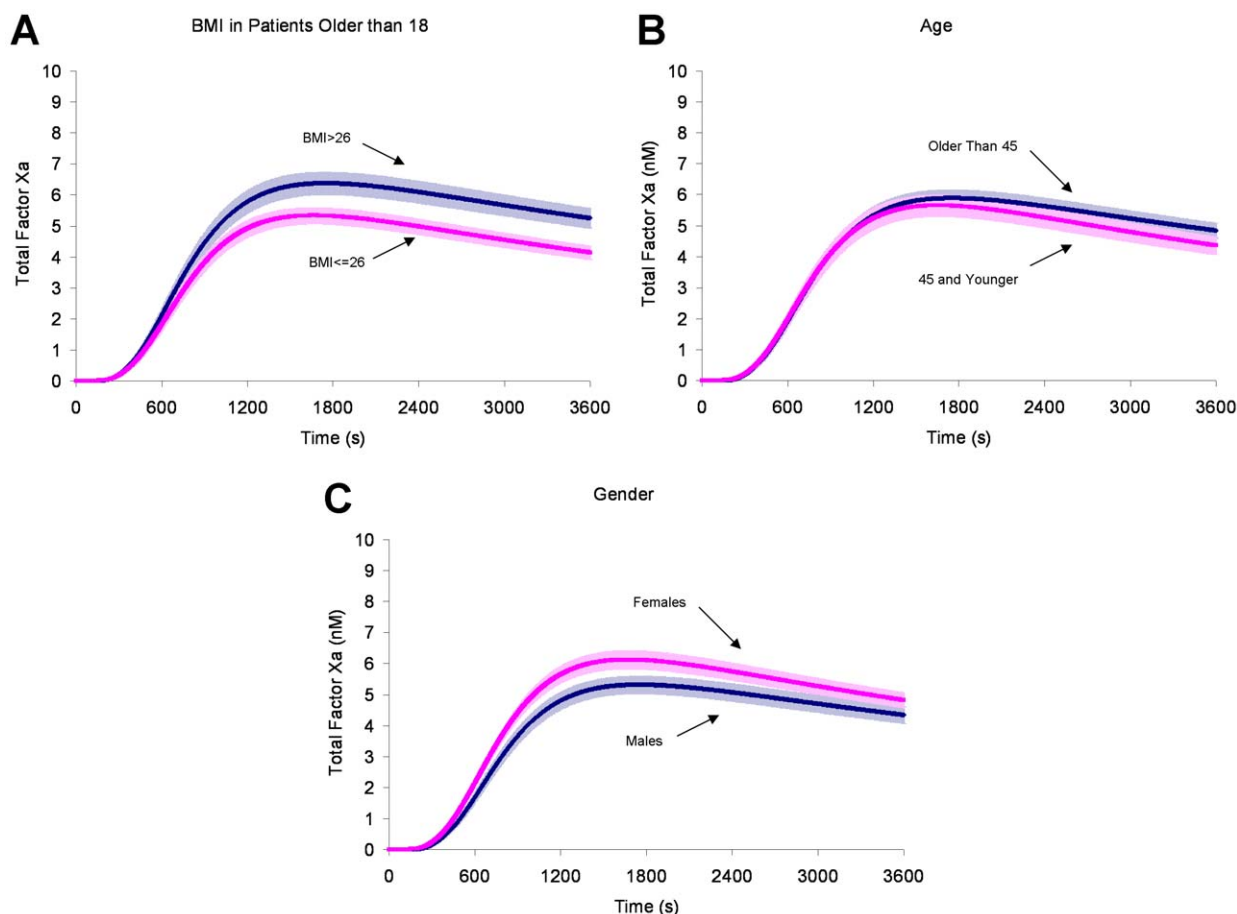 A
BMI in Patients Older than 18
10
9
8
7
6
5
4
3
2
1
0
Total Factor Xa
BMI>26
BMI<=26
0 600 1200 1800 2400 3000 3600
Time (s)
B
Age
10
9
8
7
6
5
4
3
2
1
0
Total Factor Xa (nM)
Older Than 45
45 and Younger
0 600 1200 1800 2400 3000 3600
Time (s)
C
Gender
10
9
8
7
6
5
4
3
2
1
0
Total Factor Xa (nM)
Females
Males
0 600 1200 1800 2400 3000 3600
Time (s)